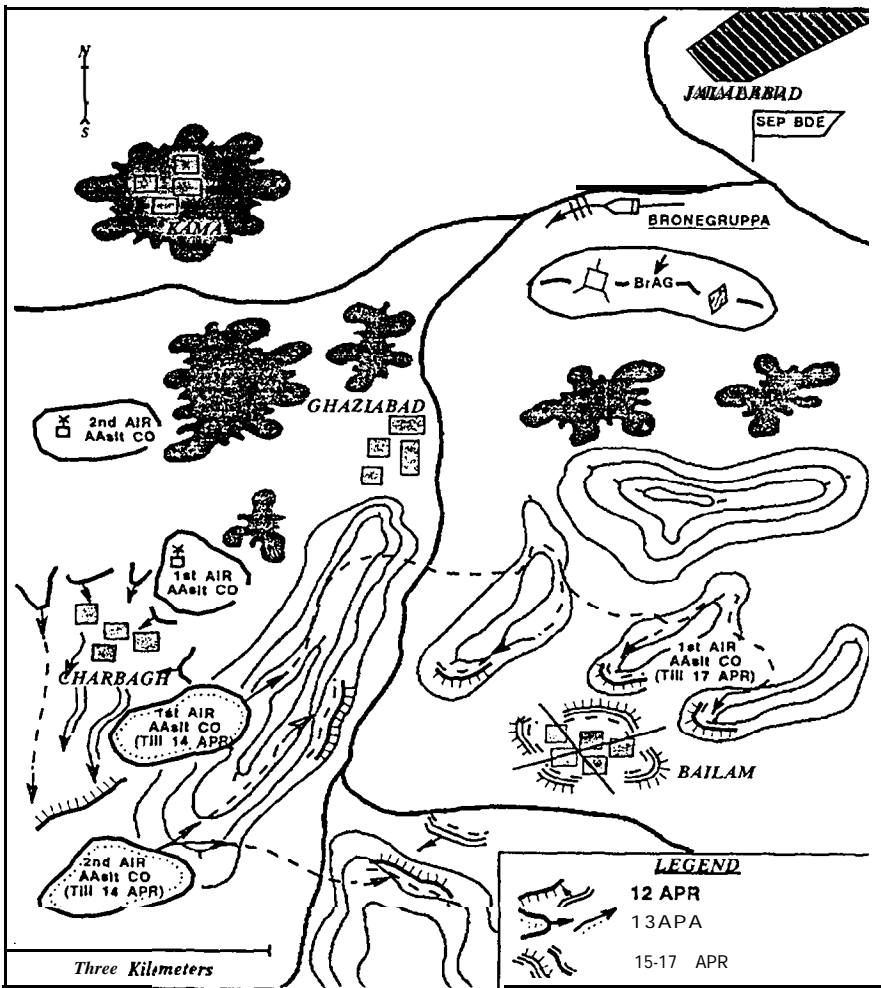 N
S
SEP BDE
BRONEGRUPPA
KAMA
BrAG
GHAZIABAD
2nd AIR
AAslt CO
1st AIR
AAslt CO
1st AIR
AAslt CO
(Till 17 APR)
CHARBAGH
1st AIR
AAslt CO
(Till 14 APR)
BAILAM
2nd AIR
AAslt CO
(Till 14 APR)
LEGEND
12 APR
13APA
15-17 APR
Three Kilometers